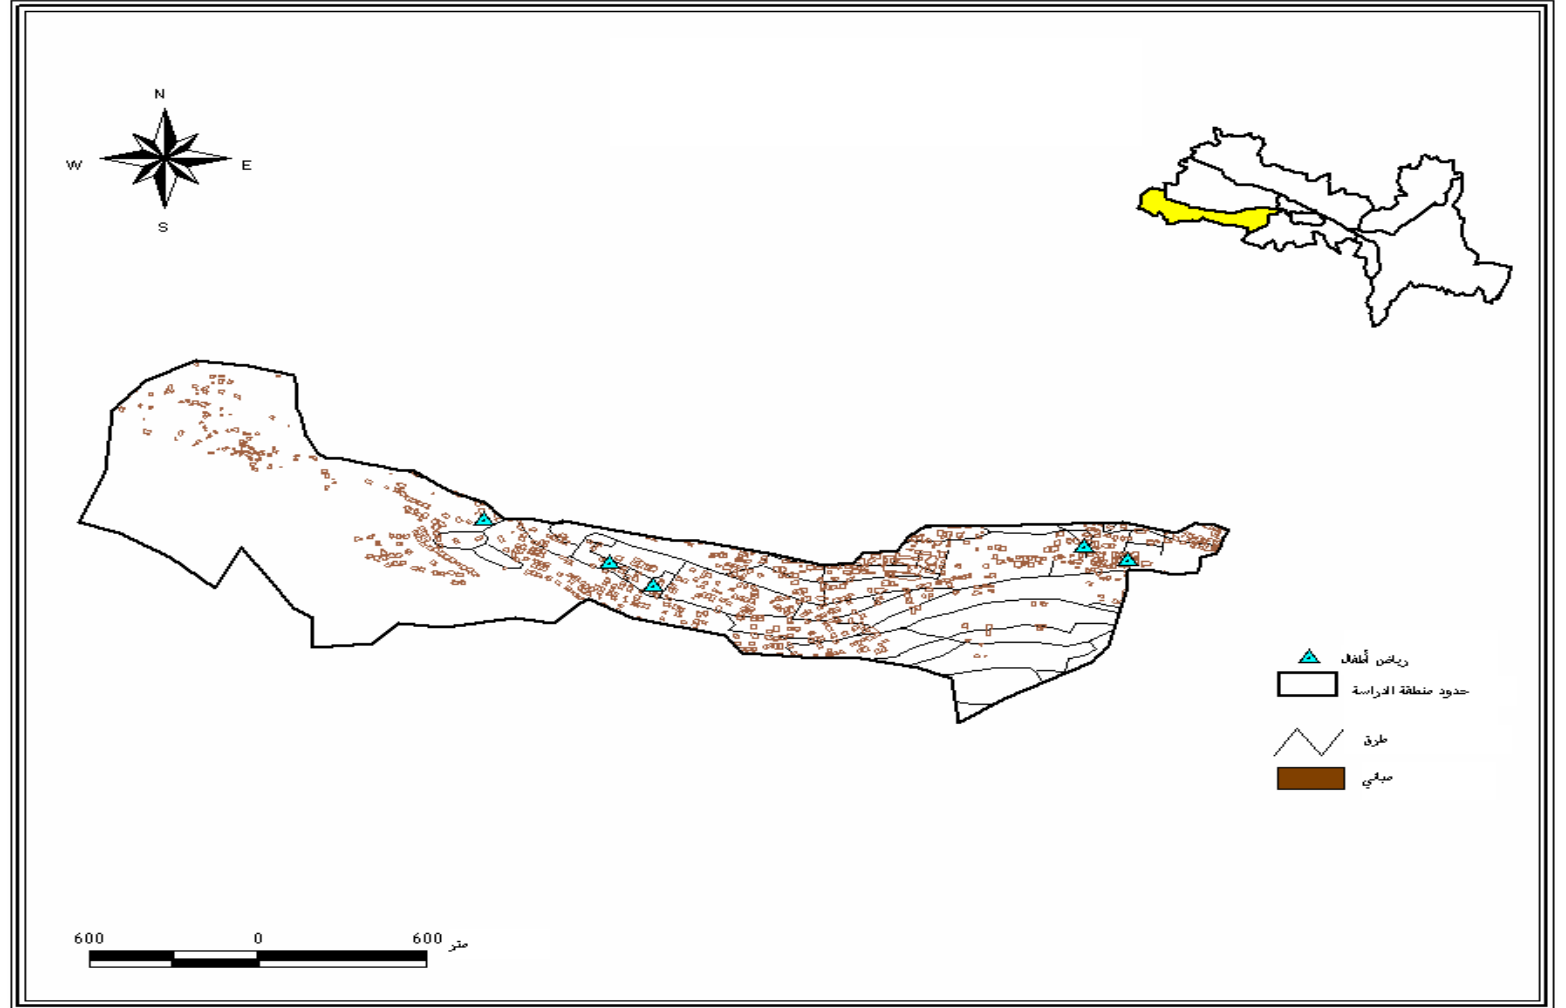 N
W E
S
رياض أطفال
حدود منطقة الدراسة
طرق
مباني
600 0 600 متر